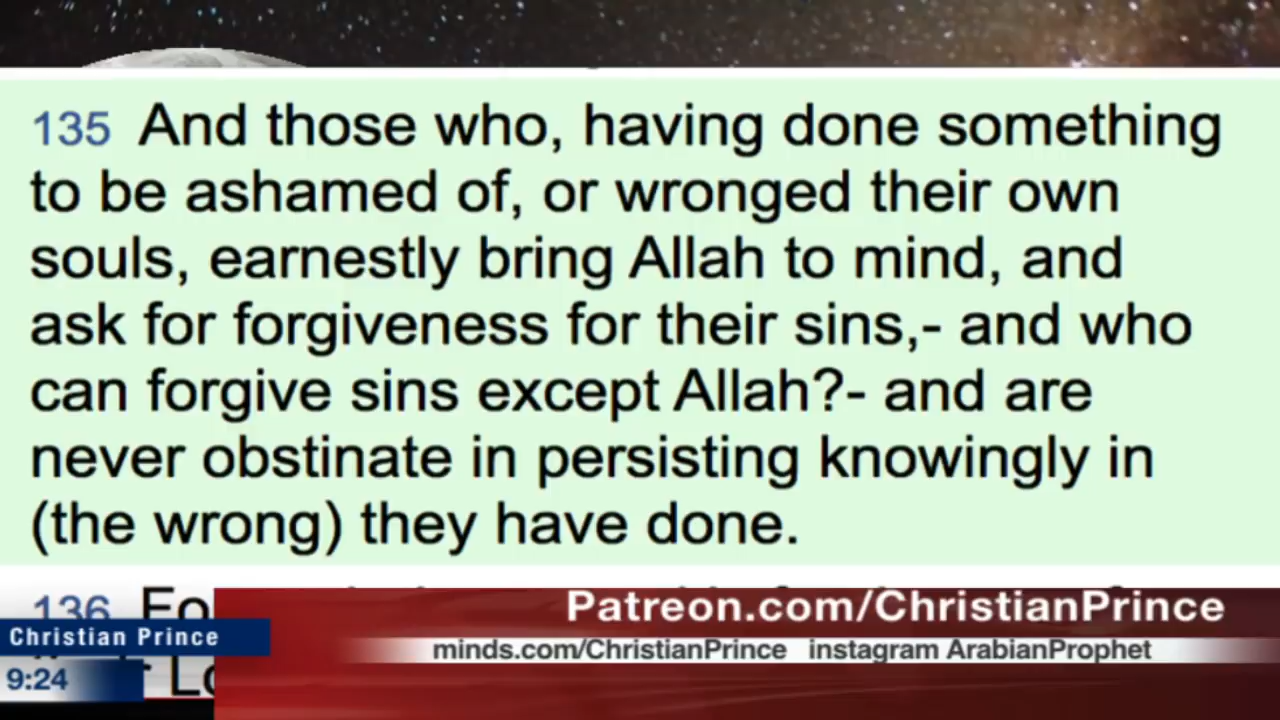 135 And those who, having done something
to be ashamed of, or wronged their own
souls, earnestly bring Allah to mind, and
ask for forgiveness for their sins,- and who
can forgive sins except Allah?- and are
never obstinate in persisting knowingly in
(the wrong) they have done.
136
Patreon.com/ChristianPrince
Christian Prince
minds.com/ChristianPrince instagram ArabianProphet
9:24